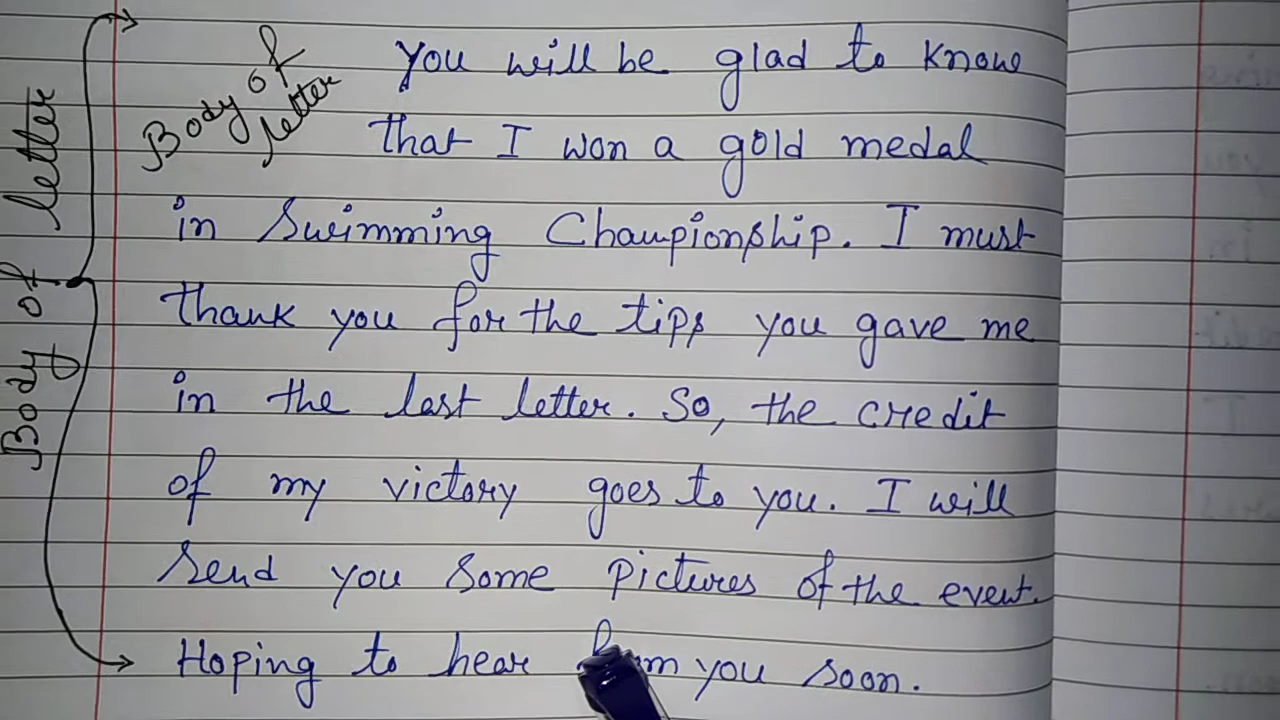 Body of letter
Body of
letter
You will be glad to know
that I won a gold medal
in Swimming Championship. I must
thank you for the tips you gave me
in the last letter. So, the credit
of my victory goes to you. I will
Send you some pictures of the event.
Hoping to hear from you soon.